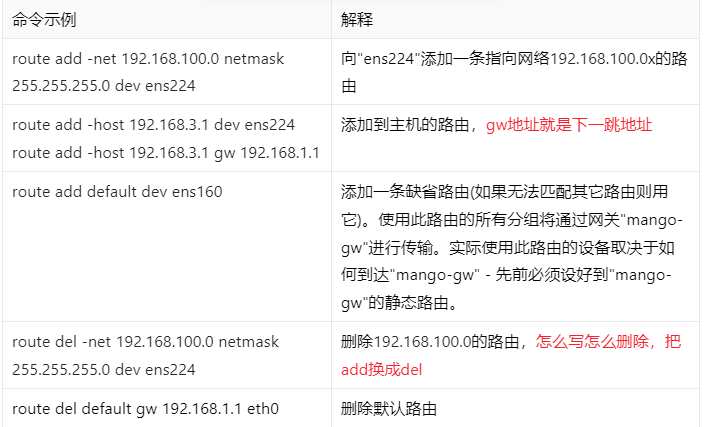 命令示例
解释
route add -net 192.168.100.0 netmask
255.255.255.0 dev ens224
向"ens224"添加一条指向网络192.168.100.0x的路
由
route add -host 192.168.3.1 dev ens224
route add -host 192.168.3.1 gw 192.168.1.1
添加到主机的路由，gw地址就是下一跳地址
route add default dev ens160
添加一条缺省路由(如果无法匹配其它路由则用
它)。使用此路由的所有分组将通过网关"mango-
gw"进行传输。实际使用此路由的设备取决于如
何到达"mango-gw" - 先前必须设好到"mango-
gw"的静态路由。
route del -net 192.168.100.0 netmask
255.255.255.0 dev ens224
删除192.168.100.0的路由，怎么写怎么删除，把
add换成del
route del default gw 192.168.1.1 eth0
删除默认路由